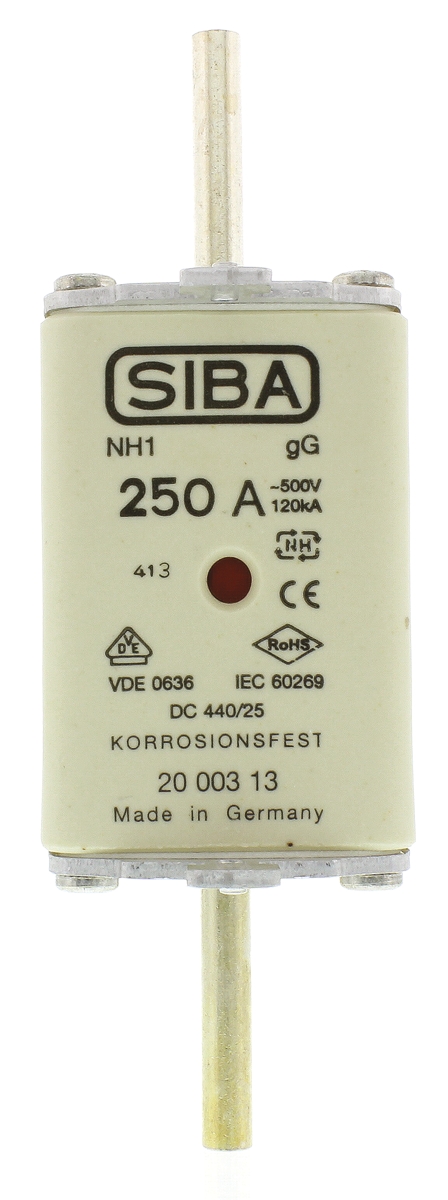 SIBA
NH1 gG
250 A ~500V
120kA
NH
413
CE
VDE RoHS
VDE 0636 IEC 60269
DC 440/25
KORROSIONSFEST
20 003 13
Made in Germany